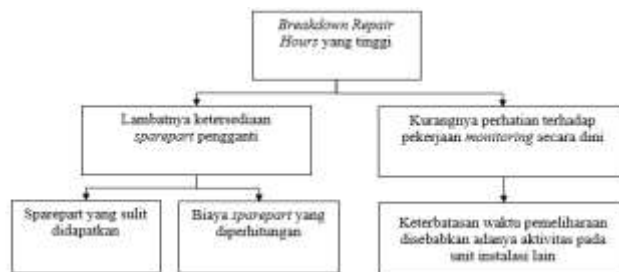 Breakdown Repair
Hours yang tinggi
Lambatnya ketersediaan
sparepart pengganti
Kurangnya perhatian terhadap
pekerjaan monitoring secara dini
Sparepart yang sulit
didapatkan
Biaya sparepart yang
diperhitungan
Keterbatasan waktu pemeliharaan
disebabkan adanya aktivitas pada
unit instalasi lain